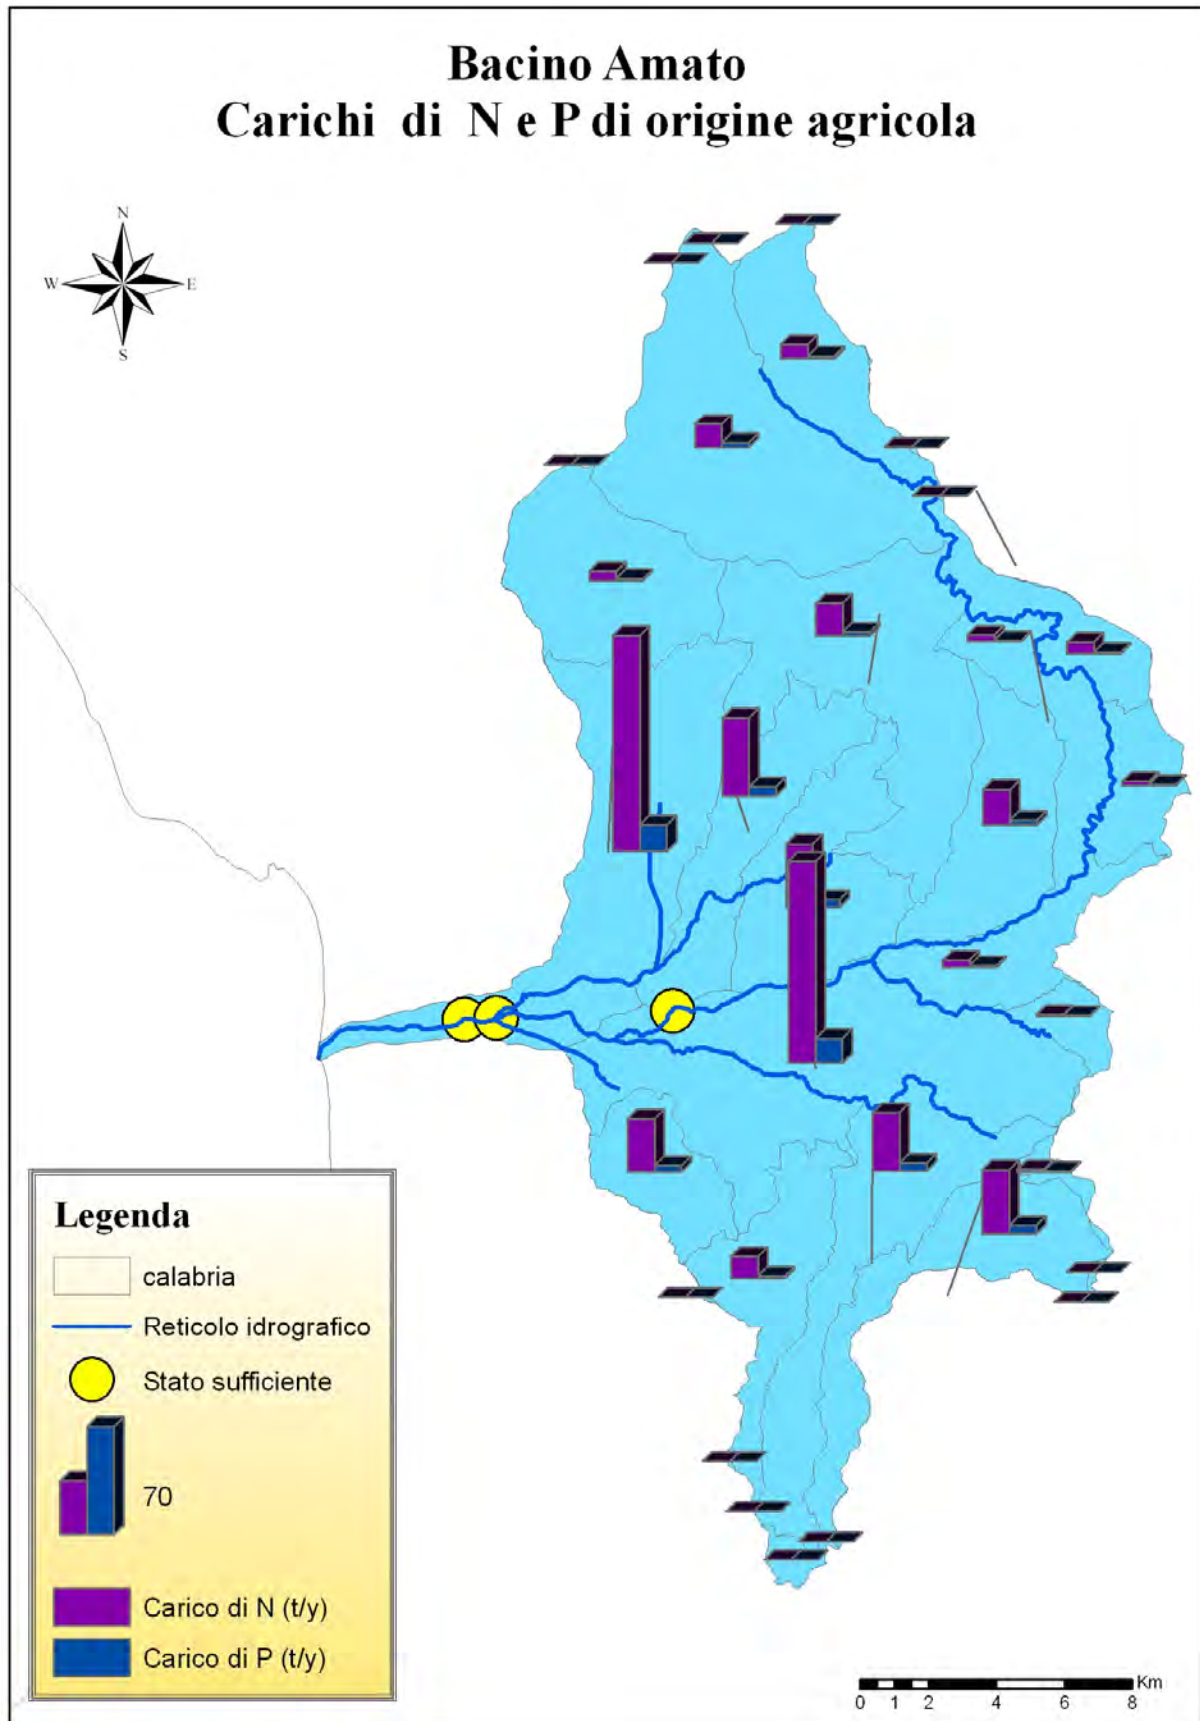 Bacino Amato
Carichi di N e P di origine agricola
N
W E
S
Legenda
calabria
Reticolo idrografico
Stato sufficiente
70
Carico di N (t/y)
Carico di P (t/y)
Km
0 1 2 4 6 8